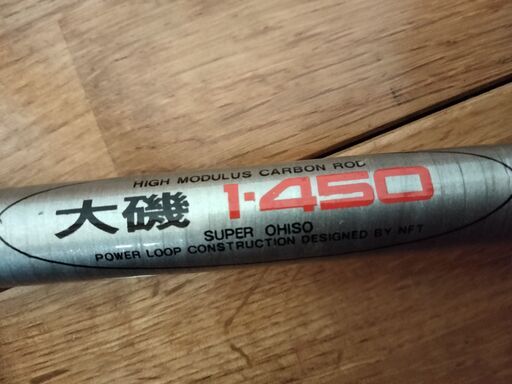 HIGH MODULUS CARBON ROD
大磯 1·450
SUPER OHISO
POWER LOOP CONSTRUCTION DESIGNED BY NFT